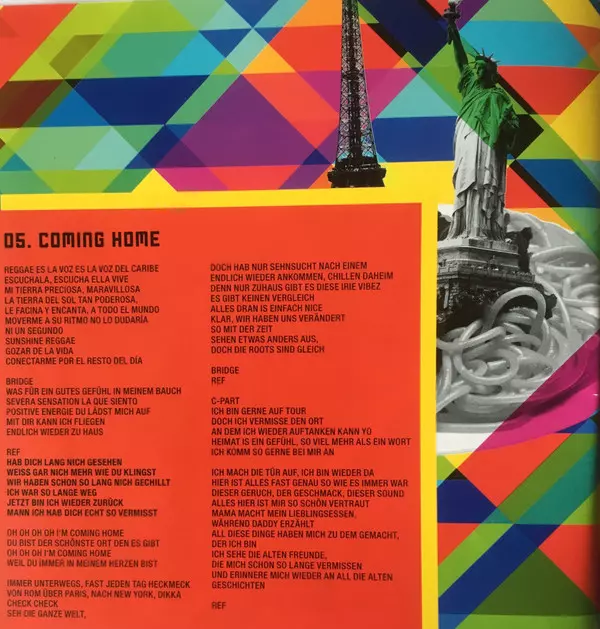 05. COMING HOME
REGGAE ES LA VOZ ES LA VOZ DEL CARIBE
ESCUCHALA, ESCUCHA ELLA VIVE
MI TIERRA PRECIOSA, MARAVILLOSA
LA TIERRA DEL SOL TAN PODEROSA,
LE FACINA Y ENCANTA, A TODO EL MUNDO
MOVERME A SU RITMO NO LO DUDARÍA
NI UN SEGUNDO
SUNSHINE REGGAE
GOZAR DE LA VIDA
CONECTARME POR EL RESTO DEL DÍA
BRIDGE
WAS FÜR EIN GUTES GEFÜHL IN MEINEM BAUCH
SEVERA SENSATION LA QUE SIENTO
POSITIVE ENERGIE DU LÄDST MICH AUF
MIT DIR KANN ICH FLIEGEN
ENDLICH WIEDER ZU HAUS
REF
HAB DICH LANG NICH GESEHEN
WEISS GAR NICH MEHR WIE DU KLINGST
WIR HABEN SCHON SO LANG NICH GECHILLT
ICH WAR SO LANGE WEG
JETZT BIN ICH WIEDER ZURÜCK
MANN ICH HAB DICH ECHT SO VERMISST
OH OH OH OH I'M COMING HOME
DU BIST DER SCHÖNSTE ORT DEN ES GIBT
OH OH OH I'M COMING HOME
WEIL DU IMMER IN MEINEM HERZEN BIST
IMMER UNTERWEGS, FAST JEDEN TAG HECKMECK
VON ROM ÜBER PARIS, NACH NEW YORK, DIKKA
CHECK CHECK
SEH DIE GANZE WELT,
DOCH HAB NUR SEHNSUCHT NACH EINEM
ENDLICH WIEDER ANKOMMEN, CHILLEN DAHEIM
DENN NUR ZUHAUS GIBT ES DIESE IRIE VIBEZ
ES GIBT KEINEN VERGLEICH
ALLES DRAN IS EINFACH NICE
KLAR, WIR HABEN UNS VERÄNDERT
SO MIT DER ZEIT
SEHEN ETWAS ANDERS AUS,
DOCH DIE ROOTS SIND GLEICH
BRIDGE
REF
C-PART
ICH BIN GERNE AUF TOUR
DOCH ICH VERMISSE DEN ORT
AN DEM ICH WIEDER AUFTANKEN KANN YO
HEIMAT IS EIN GEFÜHL, SO VIEL MEHR ALS EIN WORT
ICH KOMM SO GERNE BEI MIR AN
ICH MACH DIE TÜR AUF, ICH BIN WIEDER DA
HIER IST ALLES FAST GENAU SO WIE ES IMMER WAR
DIESER GERUCH, DER GESCHMACK, DIESER SOUND
ALLES HIER IST MIR SO SCHÖN VERTRAUT
MAMA MACHT MEIN LIEBLINGSESSEN,
WÄHREND DADDY ERZÄHLT
ALL DIESE DINGE HABEN MICH ZU DEM GEMACHT,
DER ICH BIN
ICH SEHE DIE ALTEN FREUNDE,
DIE MICH SCHON SO LANGE VERMISSEN
UND ERINNERE MICH WIEDER AN ALL DIE ALTEN
GESCHICHTEN
REF